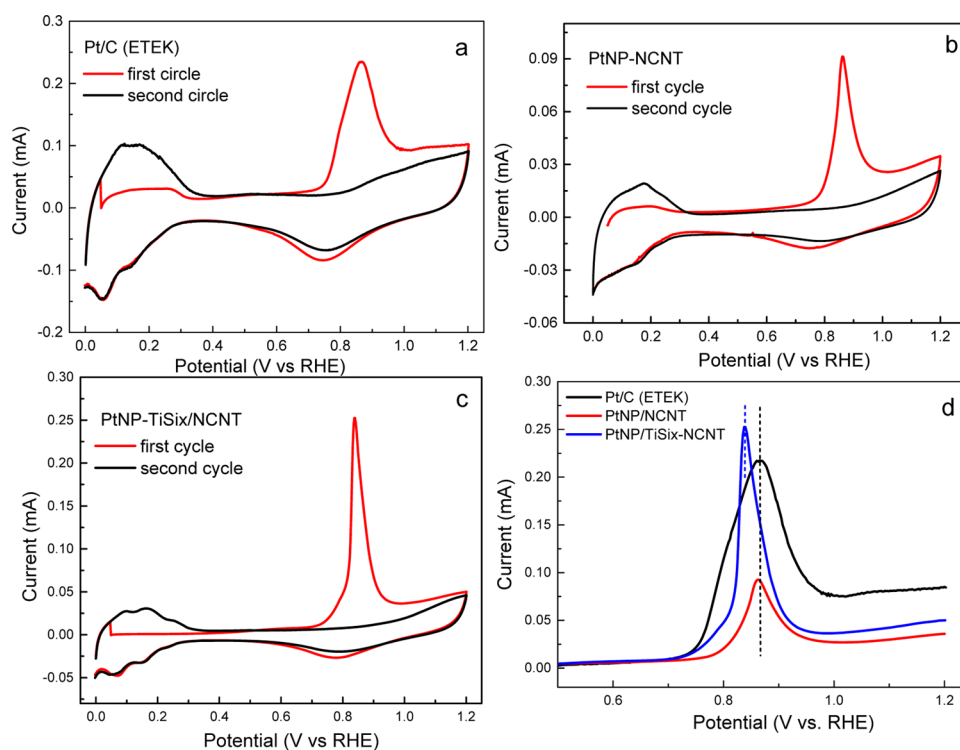 a
Pt/C (ETEK)
first circle
second circle
Current (mA)
0.3
0.2
0.1
0.0
-0.1
-0.2
0.0 0.2 0.4 0.6 0.8 1.0 1.2
Potential (V vs RHE)
b
PtNP-NCNT
first cycle
second cycle
Current (mA)
0.09
0.06
0.03
0.00
-0.03
-0.06
0.0 0.2 0.4 0.6 0.8 1.0 1.2
Potential (V vs RHE)
c
PtNP-TiSix/NCNT
first cycle
second cycle
Current (mA)
0.30
0.25
0.20
0.15
0.10
0.05
0.00
-0.05
0.0 0.2 0.4 0.6 0.8 1.0 1.2
Potential (V vs RHE)
d
Pt/C (ETEK)
PtNP/NCNT
PtNP/TiSix-NCNT
Current (mA)
0.30
0.25
0.20
0.15
0.10
0.05
0.00
0.6 0.8 1.0 1.2
Potential (V vs. RHE)